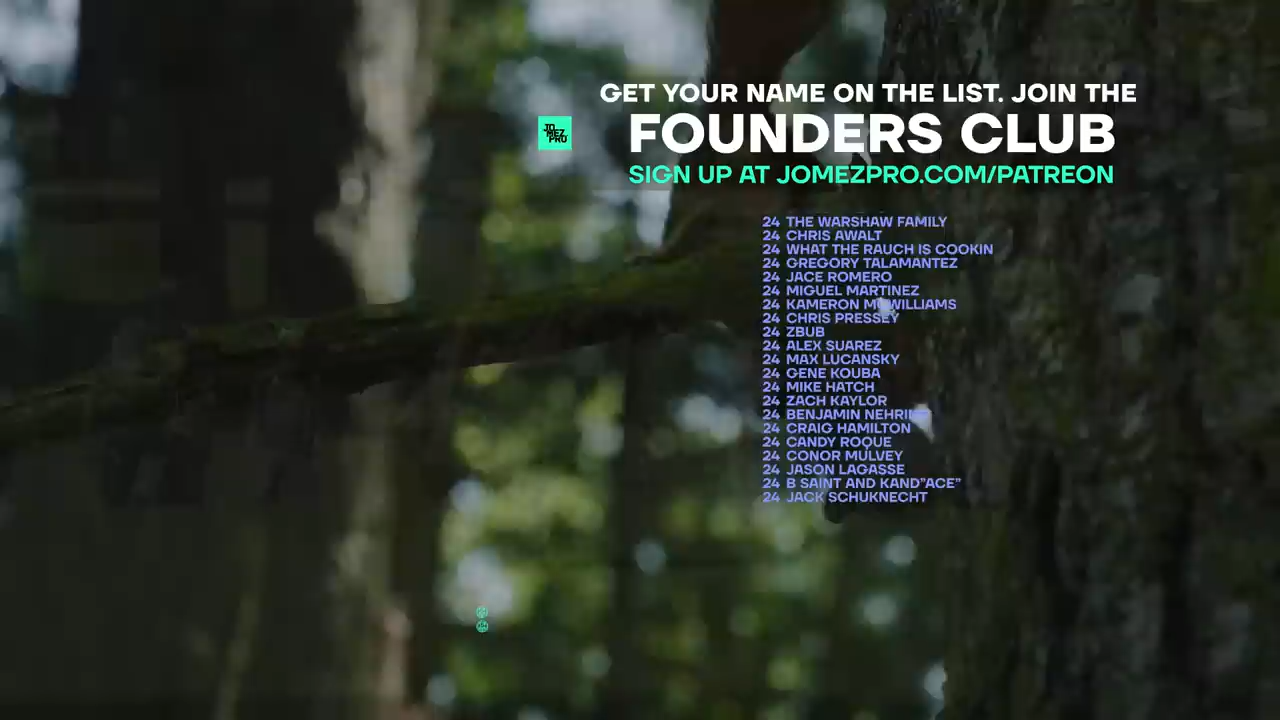 GET YOUR NAME ON THE LIST. JOIN THE
JOMEZ PRO
FOUNDERS CLUB
SIGN UP AT JOMEZPRO.COM/PATREON
24 THE WARSHAW FAMILY
24 CHRIS AWALT
24 WHAT THE RAUCH IS COOKIN
24 GREGORY TALAMANTEZ
24 JACE ROMERO
24 MIGUEL MARTINEZ
24 KAMERON MCWILLIAMS
24 CHRIS PRESSEY
24 ZBUB
24 ALEX SUAREZ
24 MAX LUCANSKY
24 GENE KOUBA
24 MIKE HATCH
24 ZACH KAYLOR
24 BENJAMIN NEHRING
24 CRAIG HAMILTON
24 CANDY ROQUE
24 CONOR MULVEY
24 JASON LAGASSE
24 B SAINT AND KAND"ACE"
24 JACK SCHUKNECHT